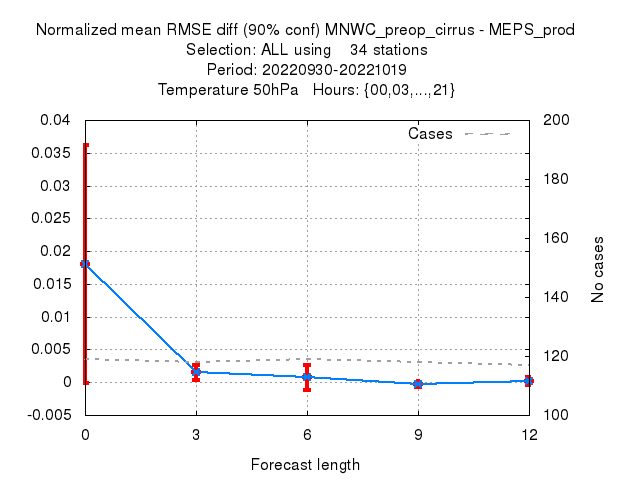 Normalized mean RMSE diff (90% conf) MNWC_preop_cirrus - MEPS_prod
Selection: ALL using    34 stations
Period: 20220930-20221019
Temperature 50hPa   Hours: {00,03,...,21}
Cases
0.04
0.035
0.03
0.025
0.02
0.015
0.01
0.005
0
-0.005
200
180
160
140
120
100
No cases
0 3 6 9 12
Forecast length